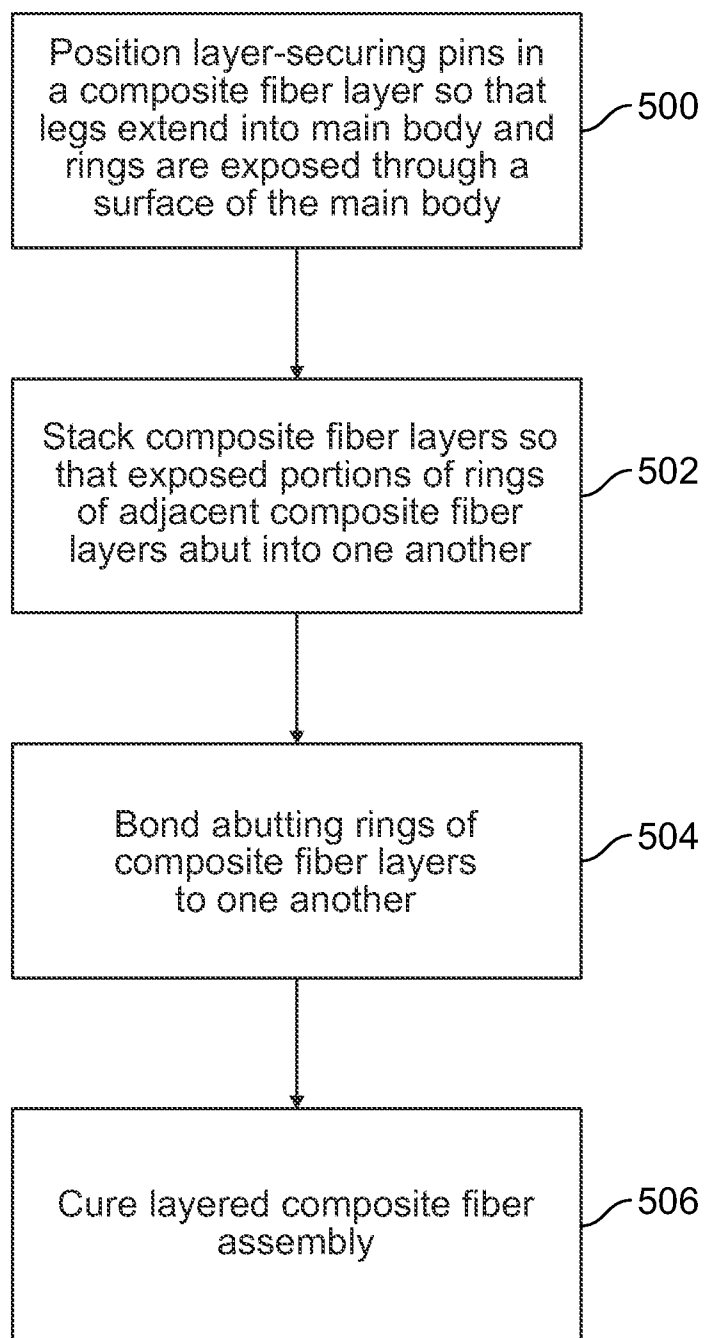 Position layer-securing pins in
a composite fiber layer so that
legs extend into main body and
rings are exposed through a
surface of the main body
500
Stack composite fiber layers so
that exposed portions of rings
of adjacent composite fiber
layers abut into one another
502
Bond abutting rings of
composite fiber layers
to one another
504
Cure layered composite fiber
assembly
506